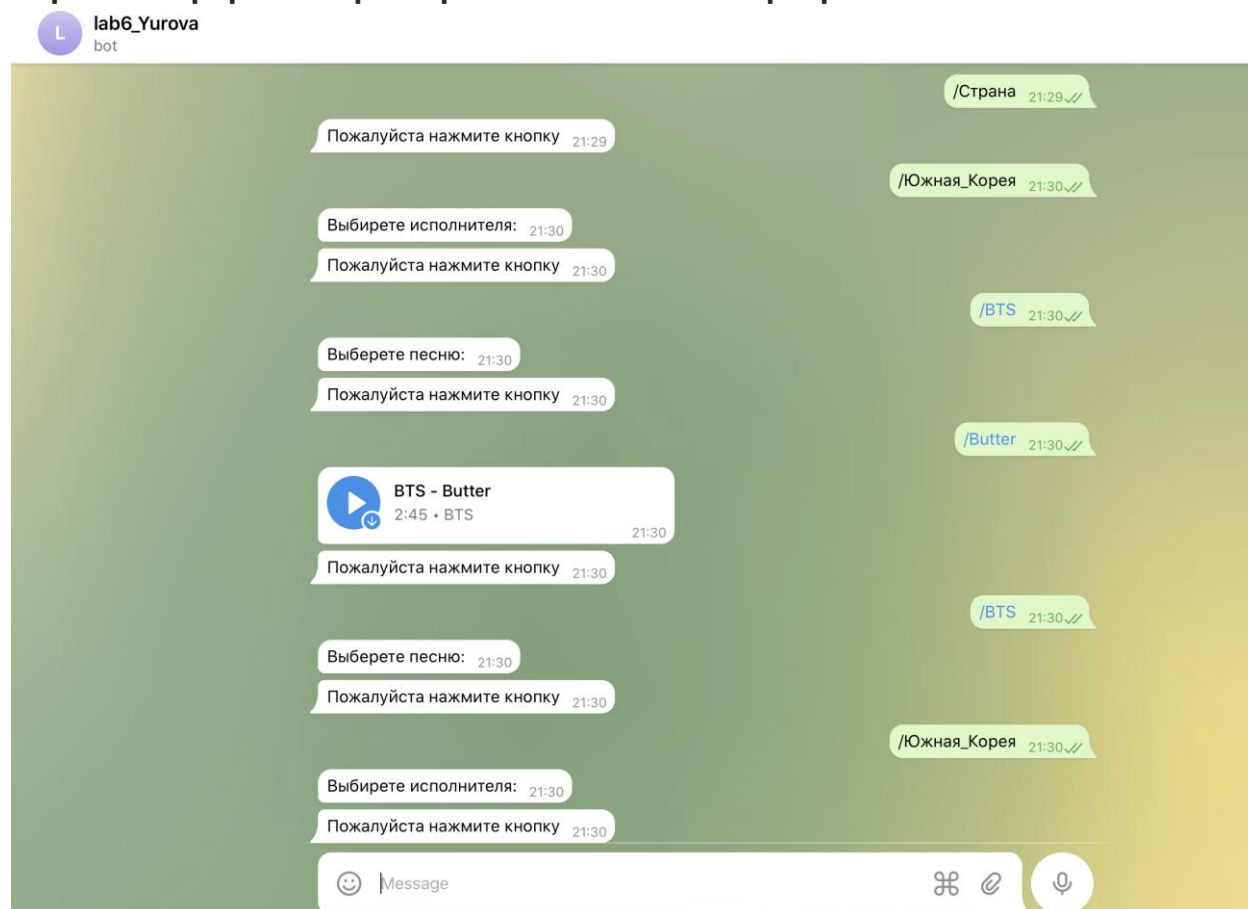 lab6_Yurova
L
bot
/Страна 21:29
Пожалуйста нажмите кнопку 21:29
/Южная_Корея 21:30
Выбирете исполнителя: 21:30
Пожалуйста нажмите кнопку 21:30
/BTS 21:30
Выберете песню: 21:30
Пожалуйста нажмите кнопку 21:30
/Butter 21:30
BTS - Butter
2:45 • BTS
21:30
Пожалуйста нажмите кнопку 21:30
/BTS 21:30
Выберете песню: 21:30
Пожалуйста нажмите кнопку 21:30
/Южная_Корея 21:30
Выбирете исполнителя: 21:30
Пожалуйста нажмите кнопку 21:30
Message